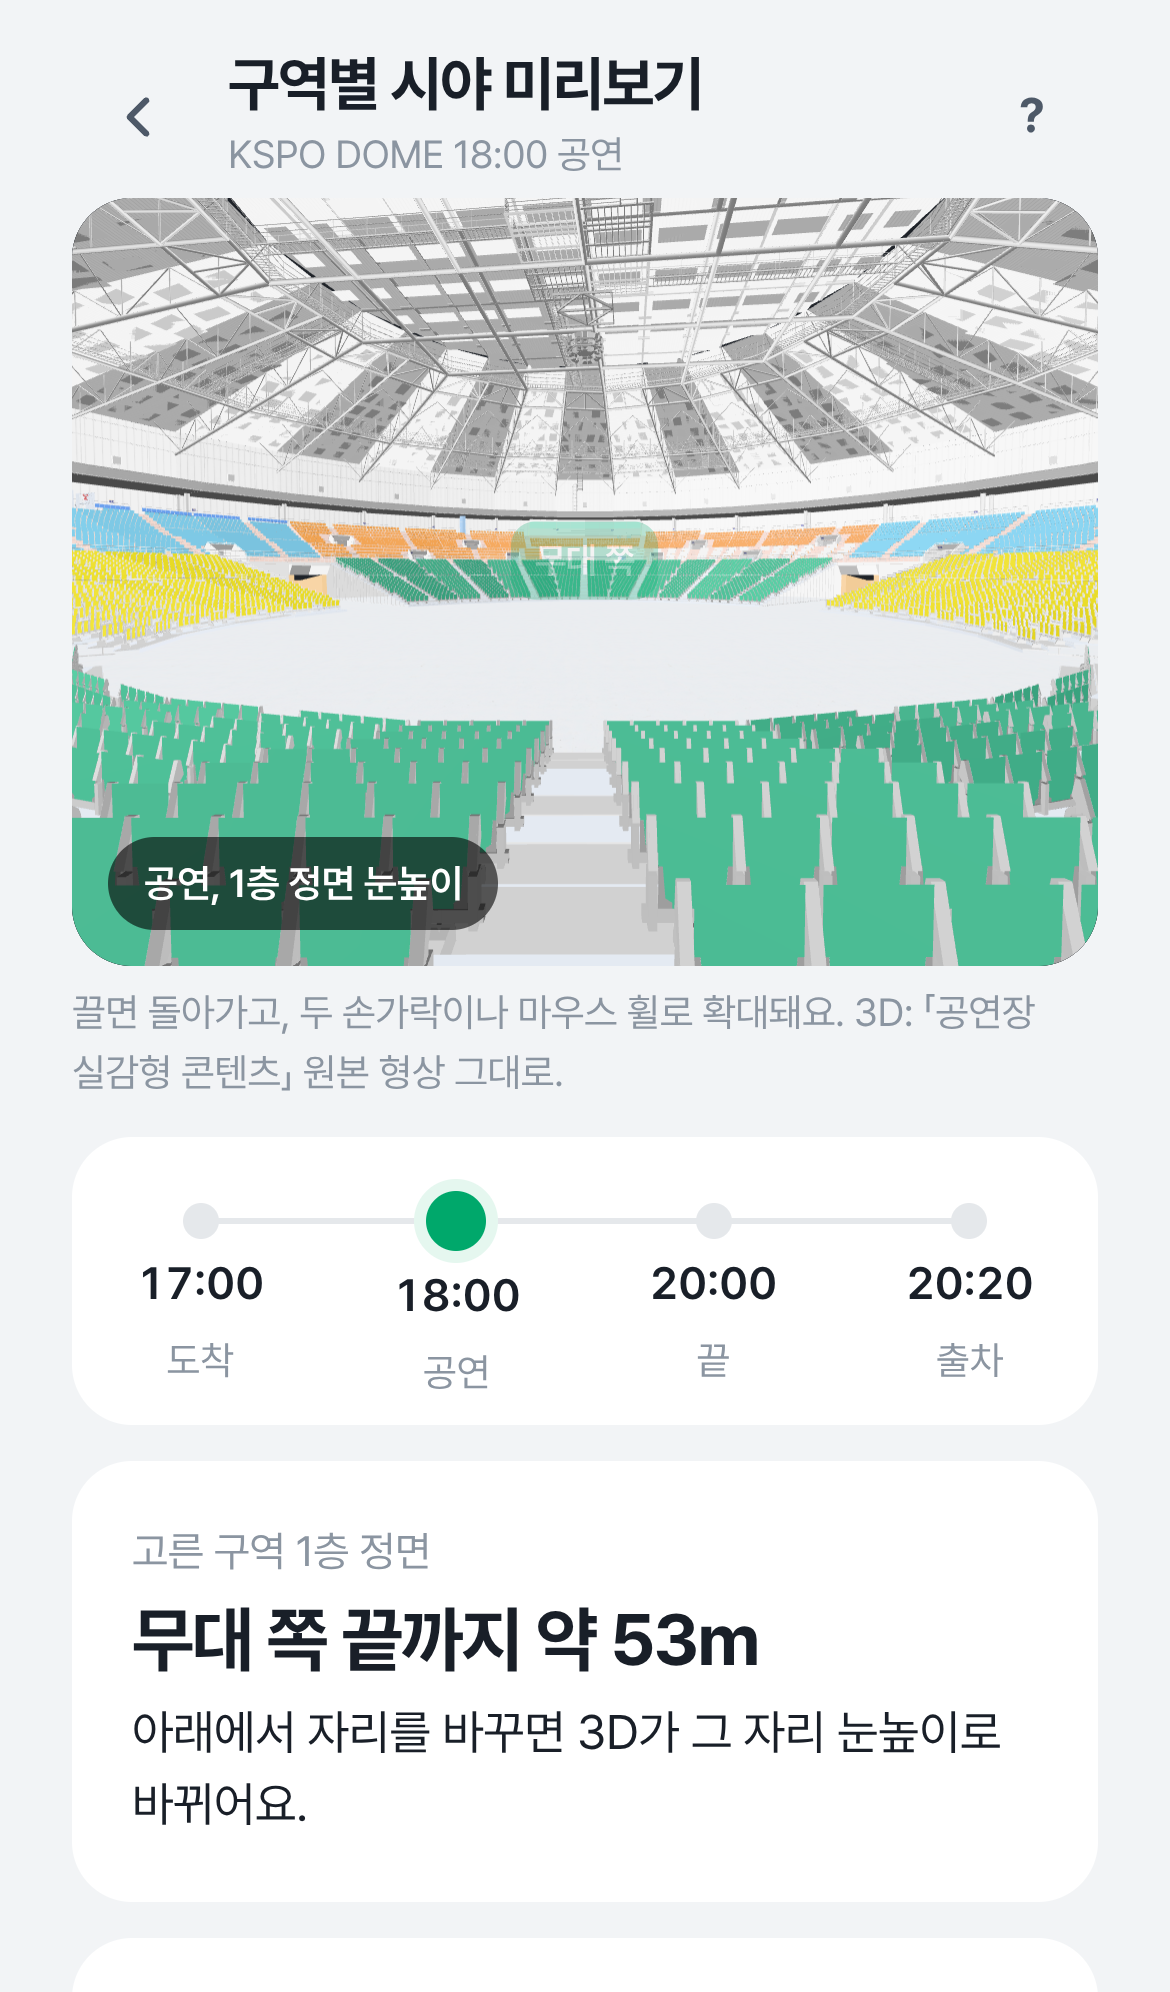 구역별 시야 미리보기
?
KSPO DOME 18:00 공연
무대 쪽
공연, 1층 정면 눈높이
끌면 돌아가고, 두 손가락이나 마우스 휠로 확대돼요. 3D: 「공연장
실감형 콘텐츠」 원본 형상 그대로.
17:00
18:00
20:00
20:20
도착
공연
끝
출차
고른 구역 1층 정면
무대 쪽 끝까지 약 53m
아래에서 자리를 바꾸면 3D가 그 자리 눈높이로
바뀌어요.